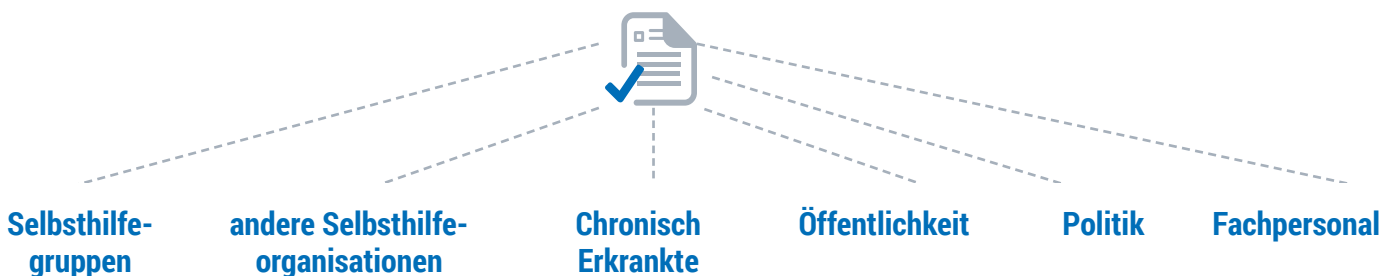 Selbsthilfe-
gruppen
andere Selbsthilfe-
organisationen
Chronisch
Erkrankte
Öffentlichkeit
Politik
Fachpersonal